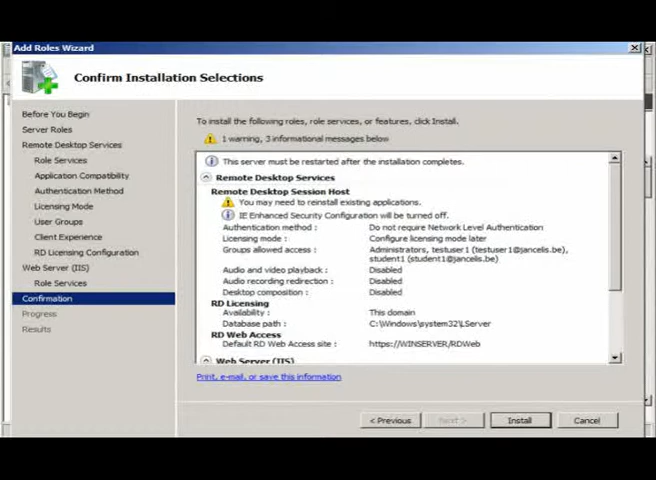 Add Roles Wizard
Confirm Installation Selections
Before You Begin
Server Roles
Remote Desktop Services
Role Services
Application Compatibility
Authentication Method
Licensing Mode
User Groups
Client Experience
RD Licensing Configuration
Web Server (IIS)
Role Services
Confirmation
Progress
Results
To install the following roles, role services, or features, click Install.
1 warning, 3 informational messages below
This server must be restarted after the installation completes.
Remote Desktop Services
Remote Desktop Session Host
You may need to reinstall existing applications.
IE Enhanced Security Configuration will be turned off.
Authentication method : Do not require Network Level Authentication
Licensing mode : Configure licensing mode later
Groups allowed access : Administrators, testuser1 (testuser1@jancelis.be),
student1 (student1@jancelis.be)
Audio and video playback : Disabled
Audio recording redirection : Disabled
Desktop composition : Disabled
RD Licensing
Availability : This domain
Database path : C:\Windows\system32\LServer
RD Web Access
Default RD Web Access site : https://WINSERVER/RDWeb
Web Server (IIS)
Print, e-mail, or save this information
< Previous Next > Install Cancel